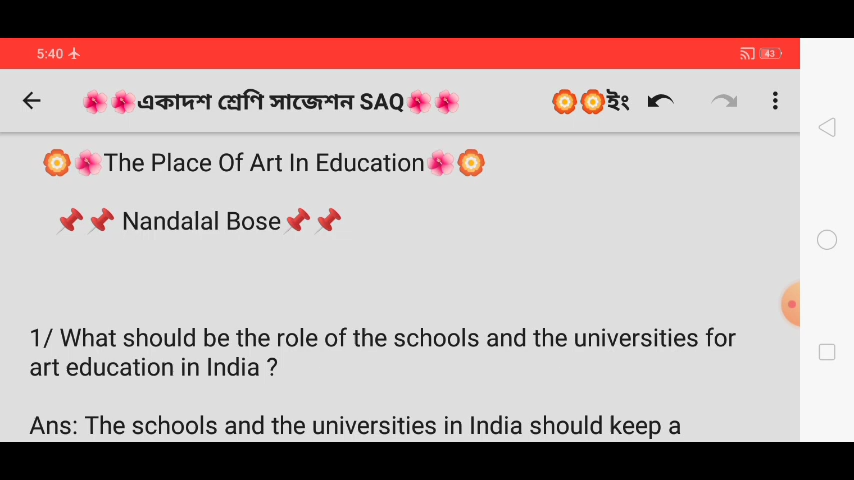 5:40
43
একাদশ শ্রেণি সাজেশন SAQ
ইং
The Place Of Art In Education
Nandalal Bose
1/ What should be the role of the schools and the universities for
art education in India ?
Ans: The schools and the universities in India should keep a